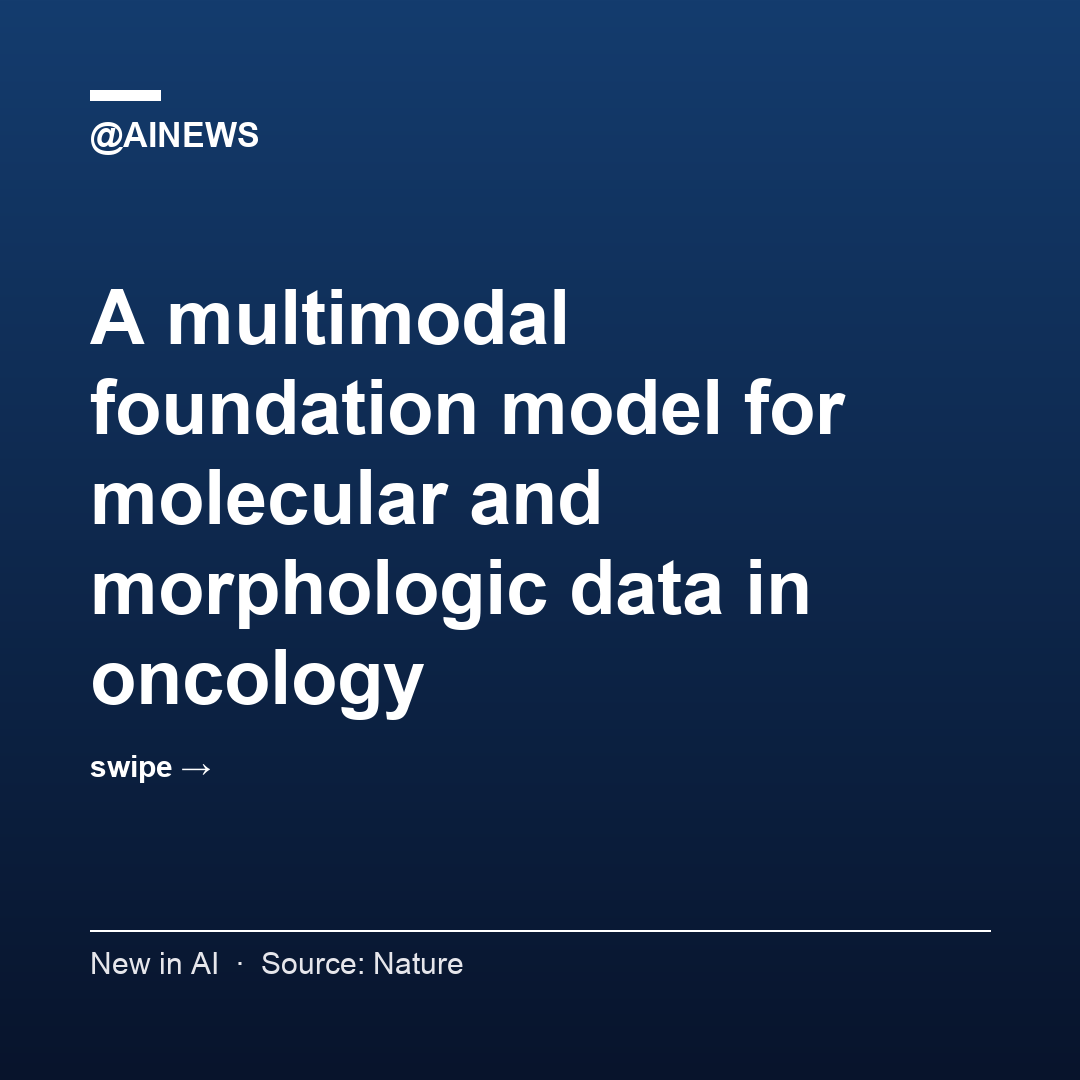 @AINEWS
A multimodal
foundation model for
molecular and
morphologic data in
oncology
swipe →
New in AI · Source: Nature